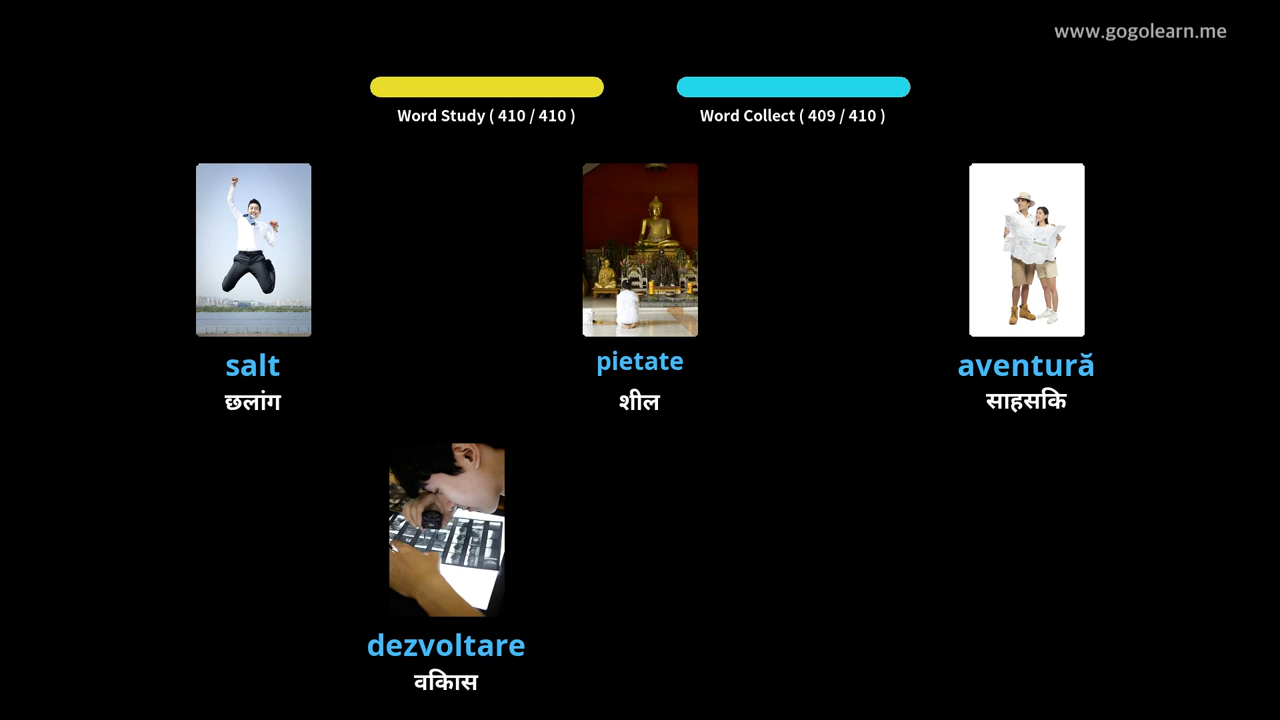 www.gogolearn.me
Word Study ( 410 / 410 )
Word Collect ( 409 / 410 )
salt
छलांग
pietate
शील
aventură
साहसकि
dezvoltare
वकिास